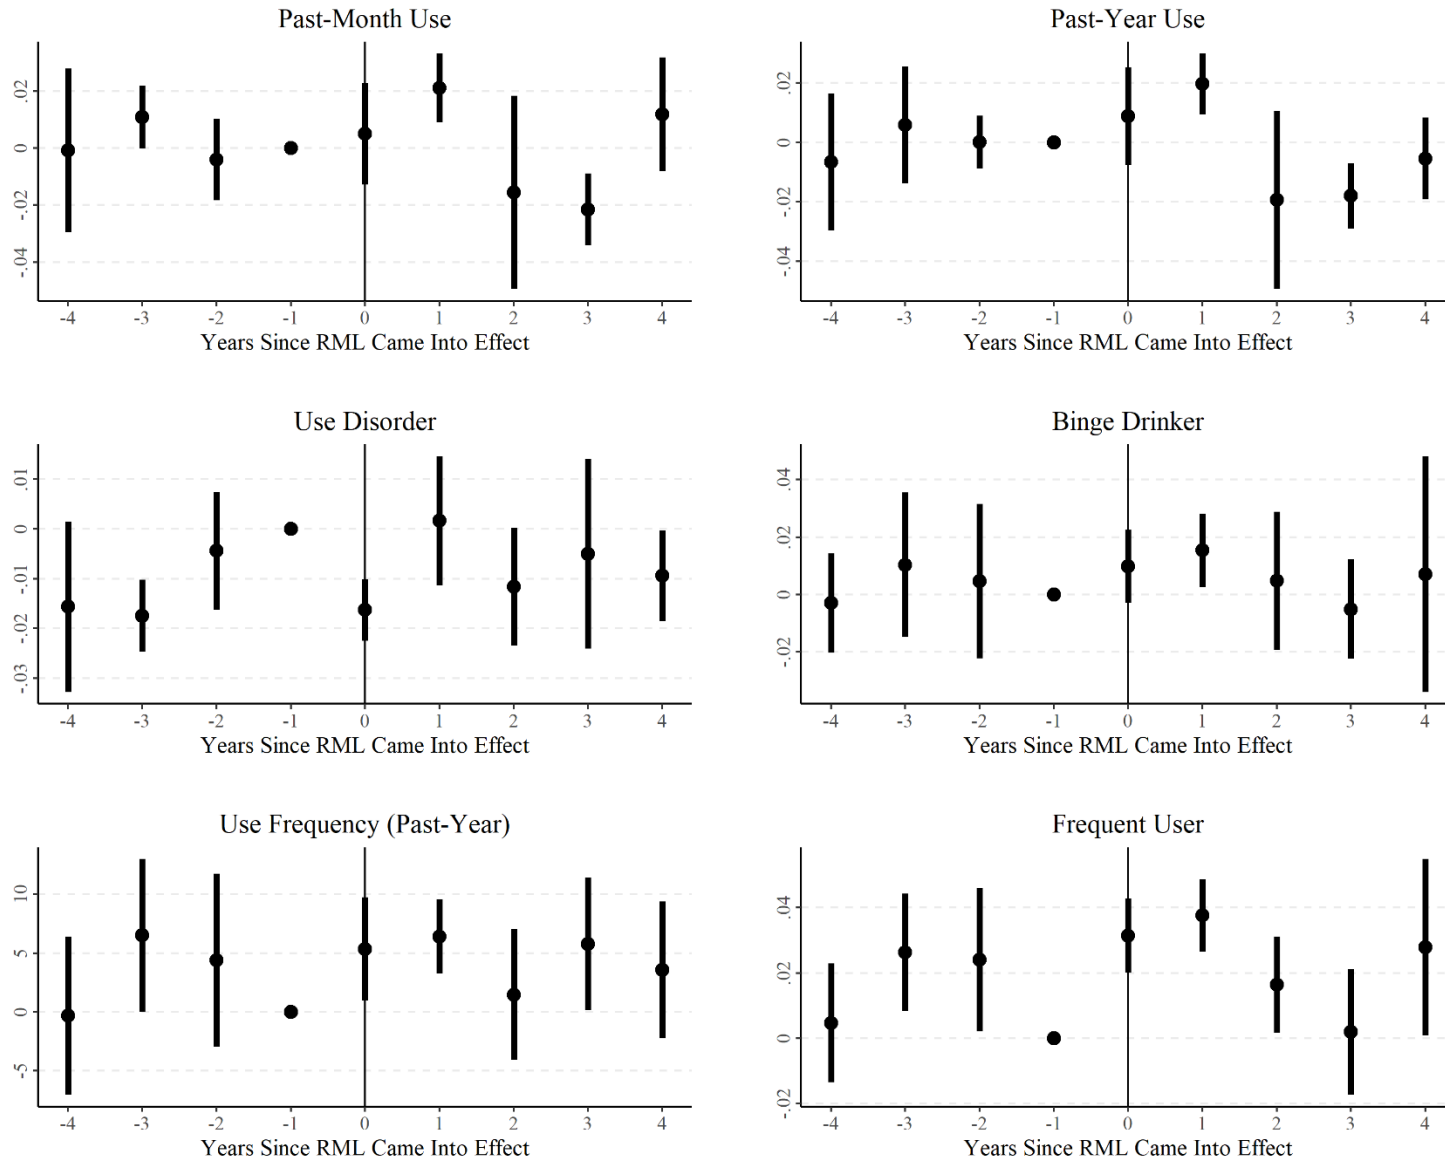 Past-Month Use
.02
0
-.02
-.04
-4 -3 -2 -1 0 1 2 3 4
Years Since RML Came Into Effect
Past-Year Use
.02
0
-.02
-.04
-4 -3 -2 -1 0 1 2 3 4
Years Since RML Came Into Effect
Use Disorder
.01
0
-.01
-.02
-.03
-4 -3 -2 -1 0 1 2 3 4
Years Since RML Came Into Effect
Binge Drinker
.04
.02
0
-.02
-4 -3 -2 -1 0 1 2 3 4
Years Since RML Came Into Effect
Use Frequency (Past-Year)
10
5
0
-5
-4 -3 -2 -1 0 1 2 3 4
Years Since RML Came Into Effect
Frequent User
.04
.02
0
-.02
-4 -3 -2 -1 0 1 2 3 4
Years Since RML Came Into Effect